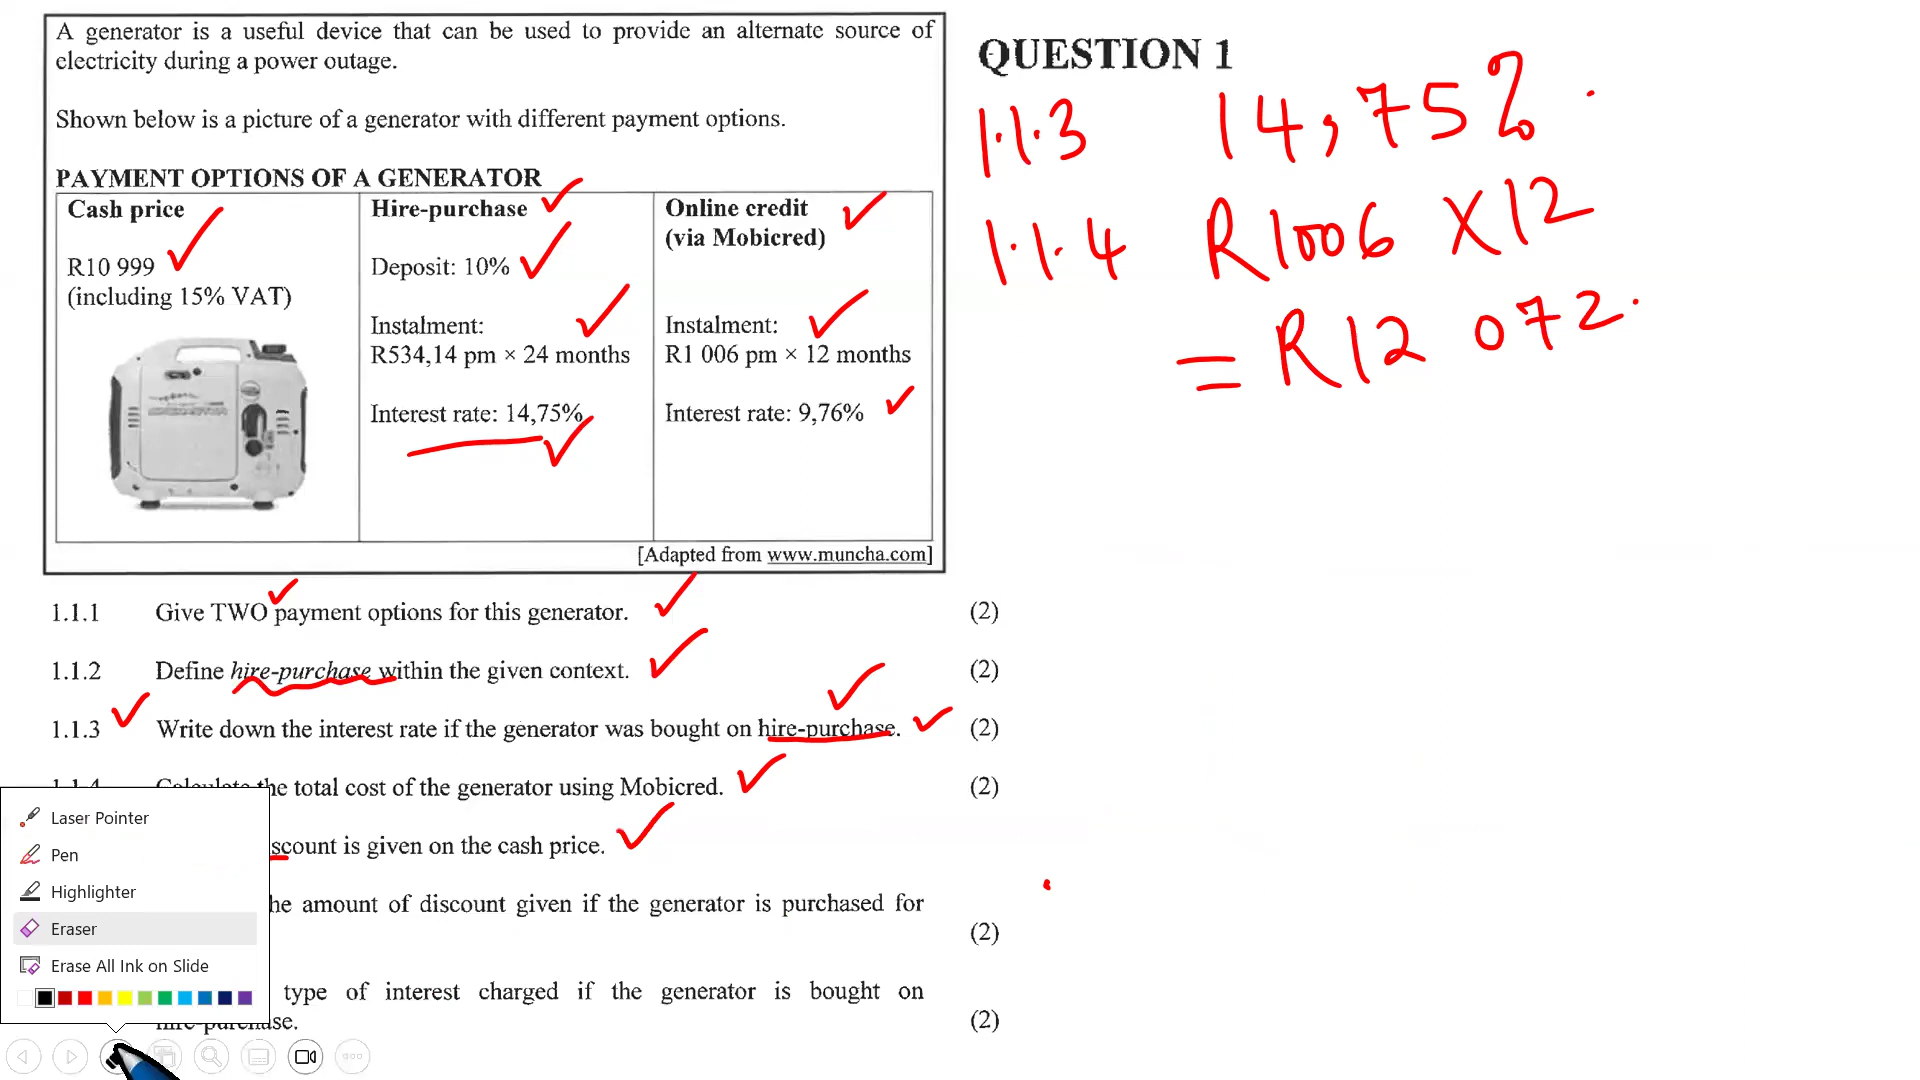 A generator is a useful device that can be used to provide an alternate source of
electricity during a power outage.
Shown below is a picture of a generator with different payment options.
PAYMENT OPTIONS OF A GENERATOR
Cash price
R10 999
(including 15% VAT)
Hire-purchase
Deposit: 10%
Instalment:
R534,14 pm × 24 months
Interest rate: 14,75%
Online credit
(via Mobicred)
Instalment:
R1 006 pm × 12 months
Interest rate: 9,76%
[Adapted from www.muncha.com]
1.1.1 Give TWO payment options for this generator. (2)
1.1.2 Define hire-purchase within the given context. (2)
1.1.3 Write down the interest rate if the generator was bought on hire-purchase. (2)
1.1.4 Calculate the total cost of the generator using Mobicred. (2)
scount is given on the cash price.
he amount of discount given if the generator is purchased for
(2)
type of interest charged if the generator is bought on
hire-purchase. (2)
QUESTION 1
1.1.3 14,75%.
1.1.4 R1006 X12
= R12 072.
Laser Pointer
Pen
Highlighter
Eraser
Erase All Ink on Slide